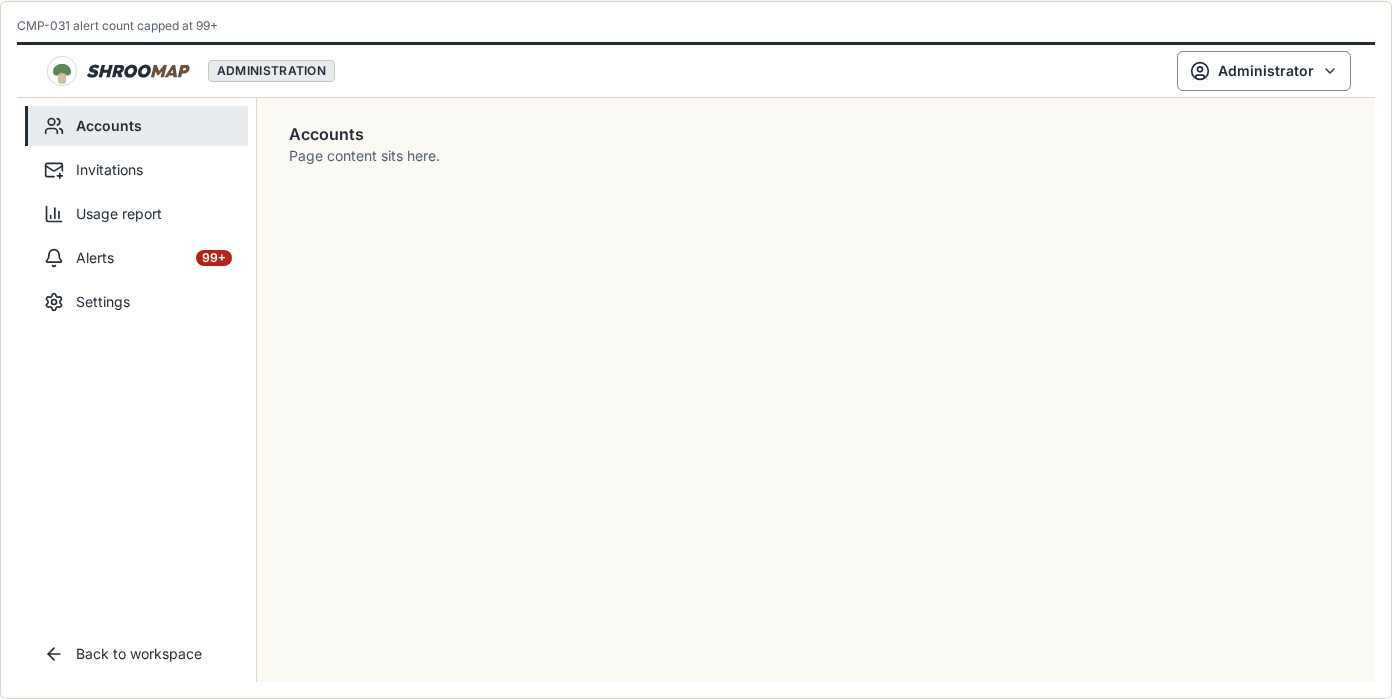 CMP-031 alert count capped at 99+
SHROOMAP
ADMINISTRATION
Administrator
Accounts
Invitations
Usage report
Alerts
99+
Settings
Back to workspace
Accounts
Page content sits here.